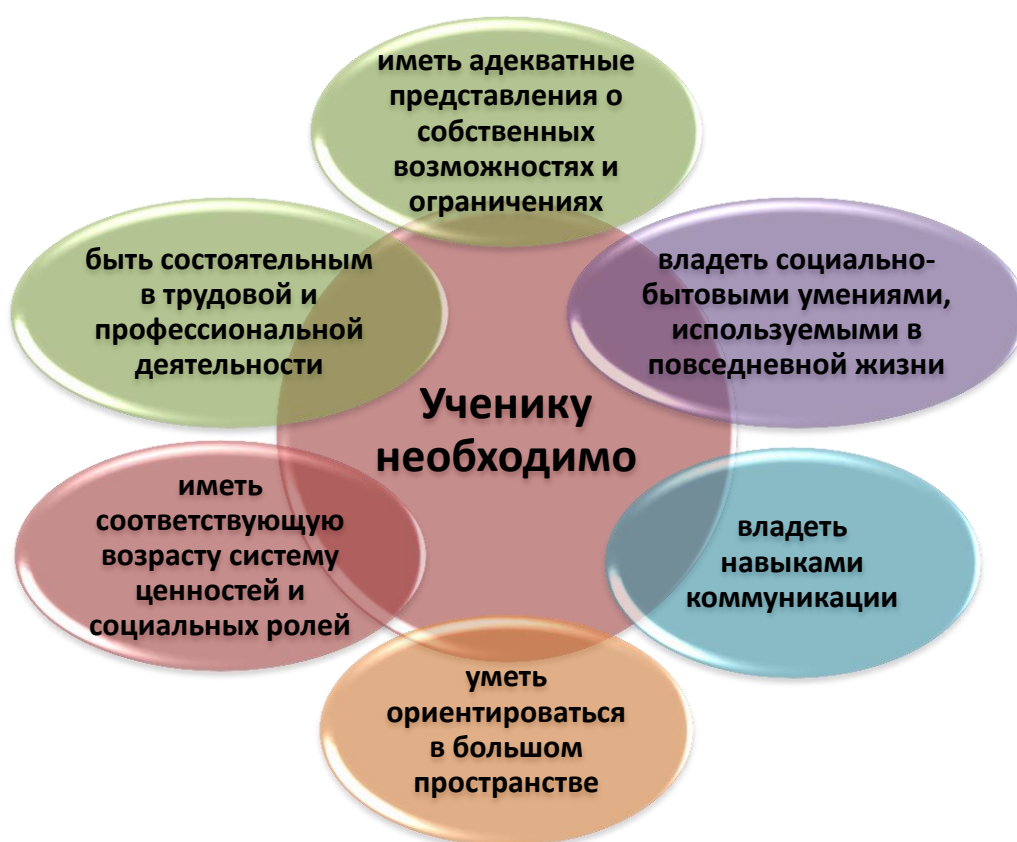 иметь адекватные
представления о
собственных
возможностях и
ограничениях
владеть социально-
бытовыми умениями,
используемыми в
повседневной жизни
владеть
навыками
коммуникации
уметь
ориентироваться
в большом
пространстве
иметь
соответствующую
возрасту систему
ценностей и
социальных ролей
быть состоятельным
в трудовой и
профессиональной
деятельности
Ученику
необходимо